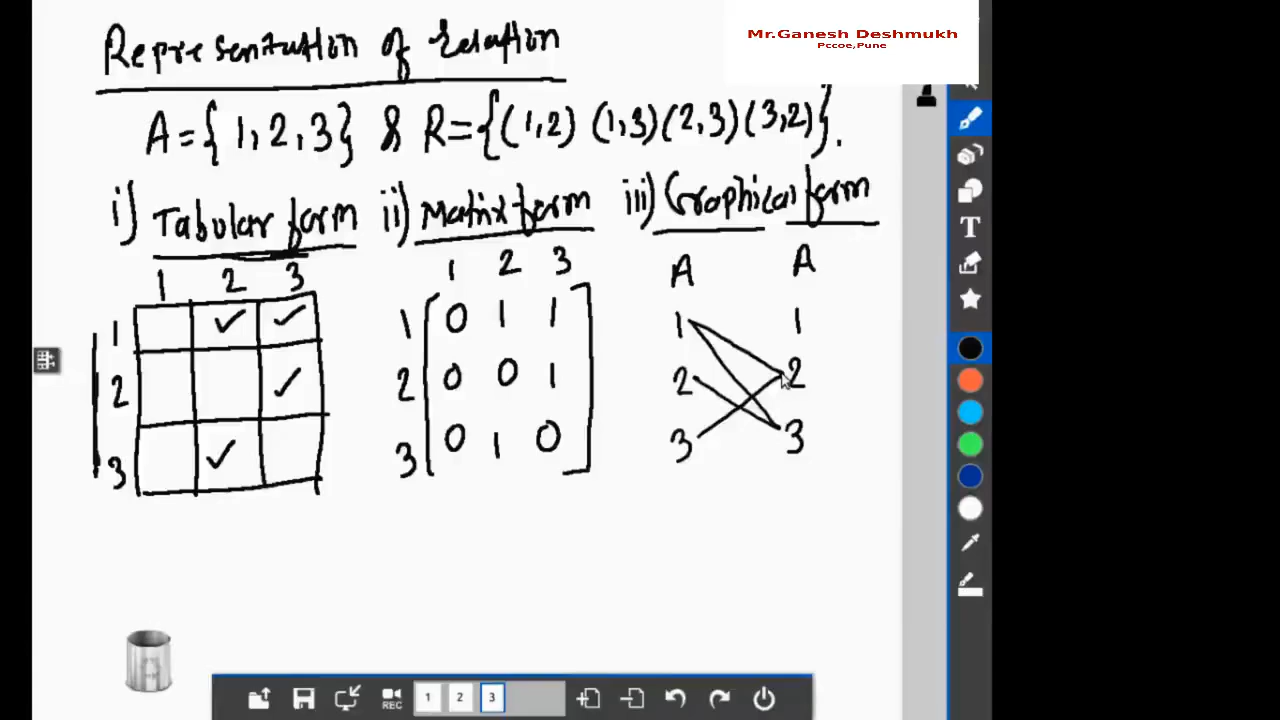 Mr.Ganesh Deshmukh
Pccoe,Pune
Representation of relation
A={1,2,3} & R={(1,2) (1,3)(2,3)(3,2)}.
i) Tabular form ii) Matrix form iii) Graphical form
1 2 3
1 ✓ ✓
2 ✓
3 ✓
1 2 3
1 0 1 1
2 0 0 1
3 0 1 0
A A
1 1
2 2
3 3
T
REC 1 2 3